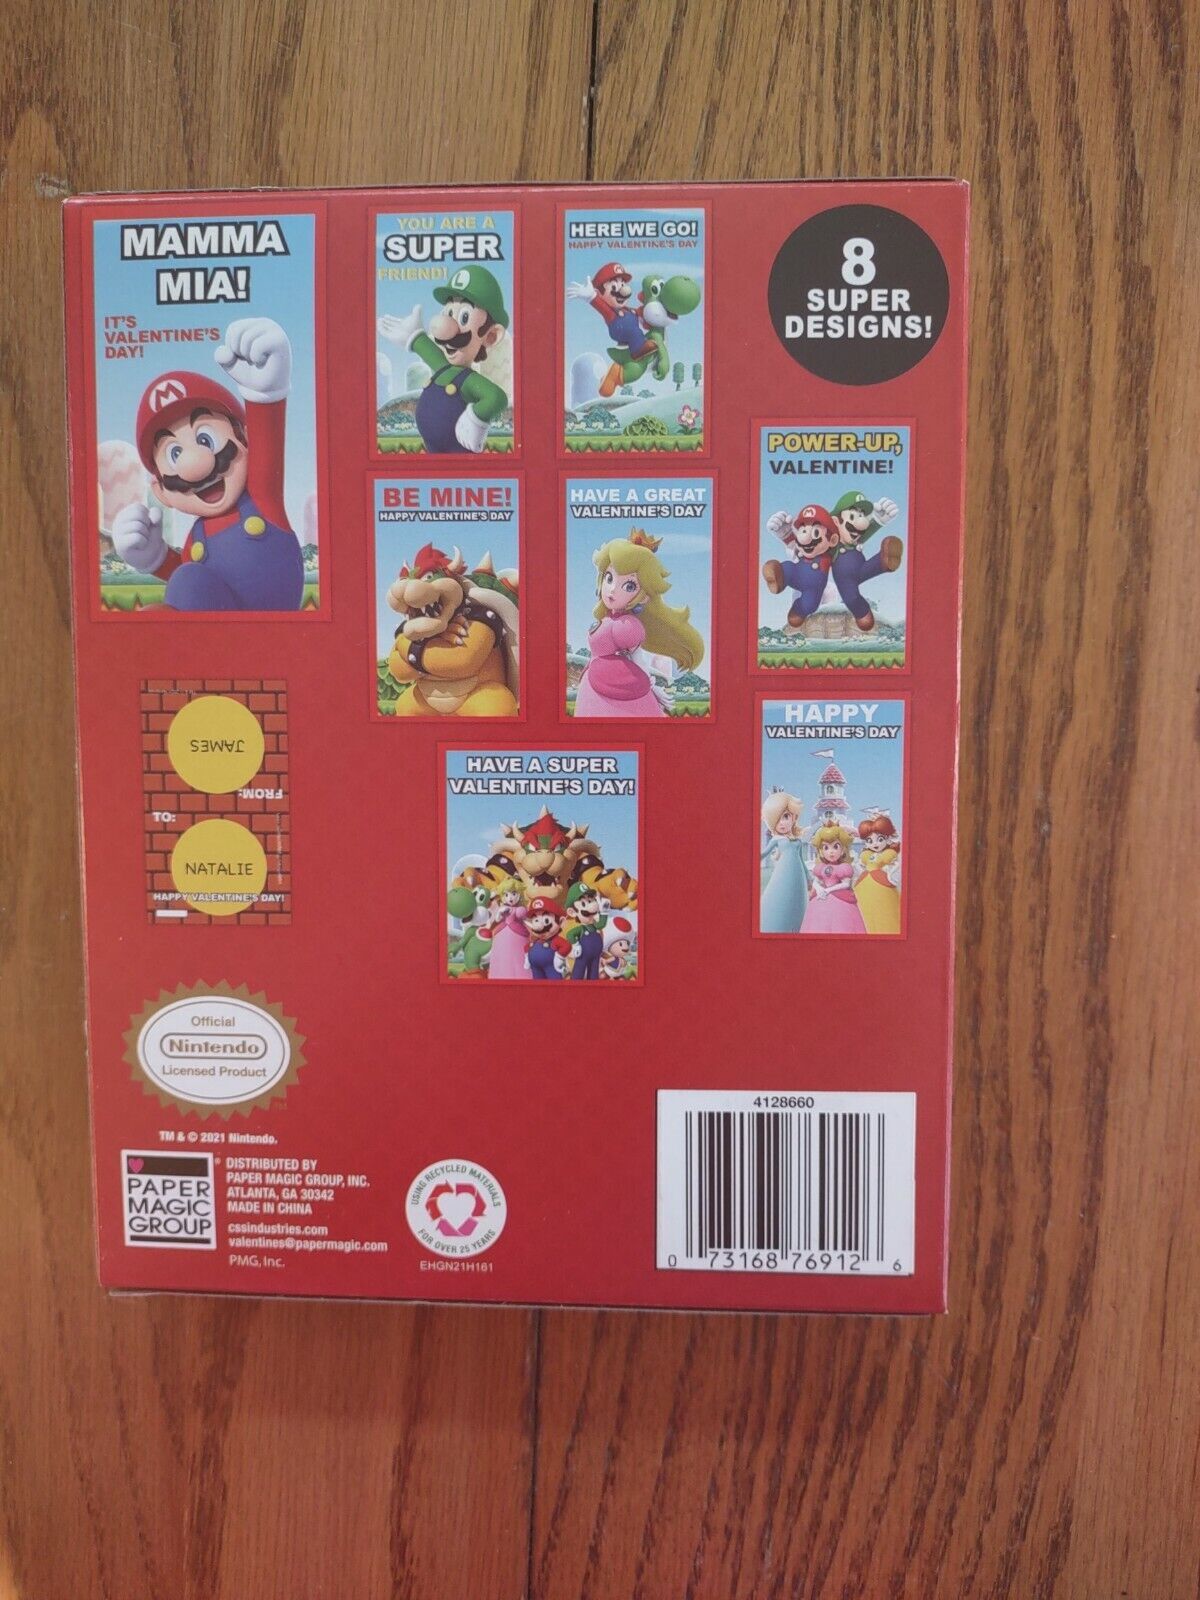 MAMMA
MIA!
IT'S
VALENTINE'S
DAY!
M
YOU ARE A
SUPER
FRIEND!
L
HERE WE GO!
HAPPY VALENTINE'S DAY
8
SUPER
DESIGNS!
BE MINE!
HAPPY VALENTINE'S DAY
HAVE A GREAT
VALENTINE'S DAY
POWER-UP,
VALENTINE!
JAMES
FROM:
TO:
NATALIE
HAPPY VALENTINE'S DAY!
HAVE A SUPER
VALENTINE'S DAY!
HAPPY
VALENTINE'S DAY
Official
Nintendo
Licensed Product
TM & © 2021 Nintendo.
PAPER
MAGIC
GROUP
®
DISTRIBUTED BY
PAPER MAGIC GROUP, INC.
ATLANTA, GA 30342
MADE IN CHINA
cssindustries.com
valentines@papermagic.com
PMG, Inc.
USING RECYCLED MATERIALS
FOR OVER 25 YEARS
EHGN21H161
4128660
0 73168 76912 6